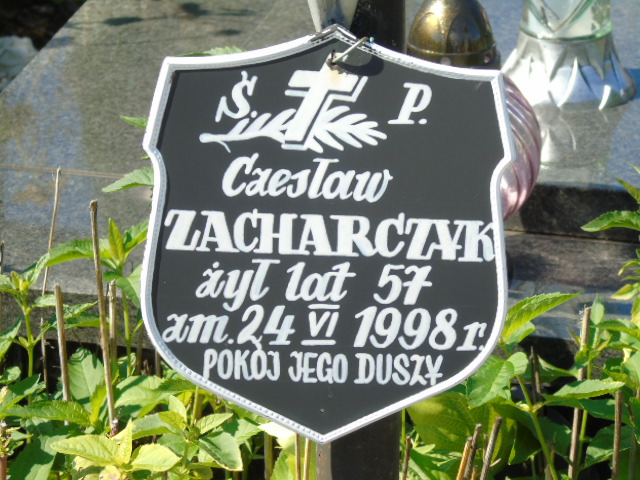 Ś. P.
Czesław
ZACHARCZYK
żył lat 57
zm. 24 VI 1998 r.
POKÓJ JEGO DUSZY